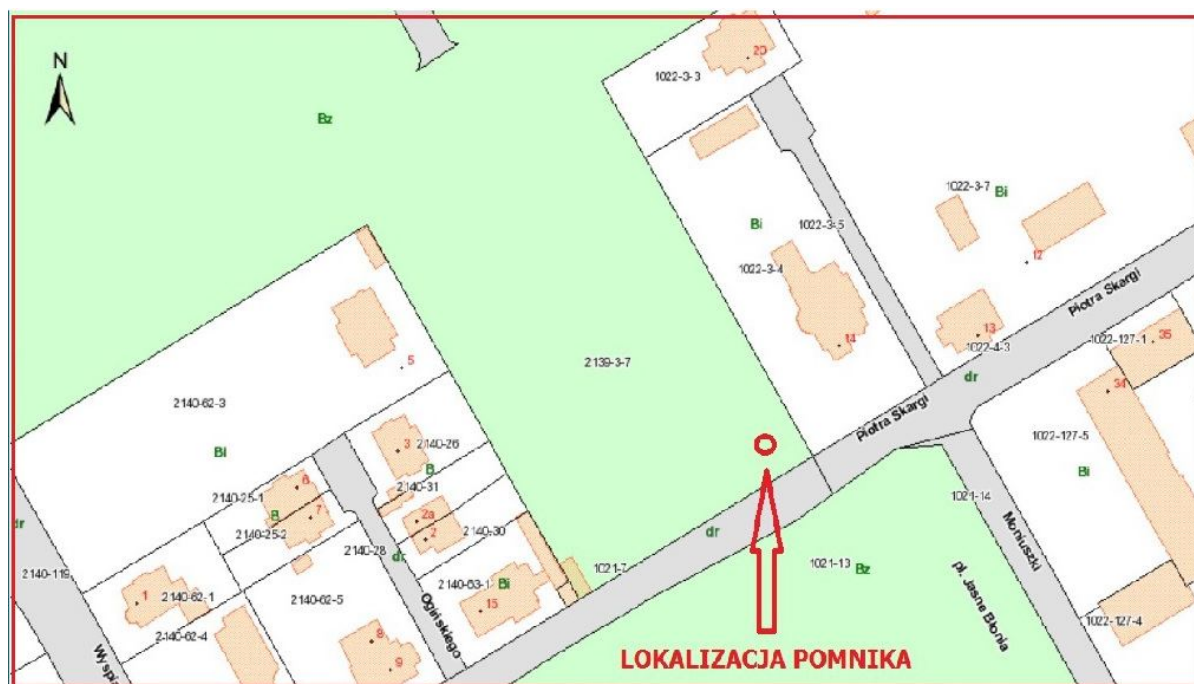 N
20
1022-3-3
Bz
1022-3-7
Bi
Bi
1022-3-5
1022-3-4
12
Piotra Skargi
13
14
1022-4-3
1022-127-1
35
5
2139-3-7
dr
34
2140-62-3
Piotra Skargi
3
2140-26
1022-127-5
Bi
B
Bi
6
2140-31
2140-25-1
7
B
2a
1021-14
dr
2
2140-30
2140-25-2
dr
Moniuszki
2140-28
dr
1021-7
1021-13
Bz
2140-119
2140-63-1
Bi
pl. Jasne Błonia
1
2140-62-1
2140-62-5
Ogińskiego
15
1022-127-4
2140-62-4
8
9
LOKALIZACJA POMNIKA